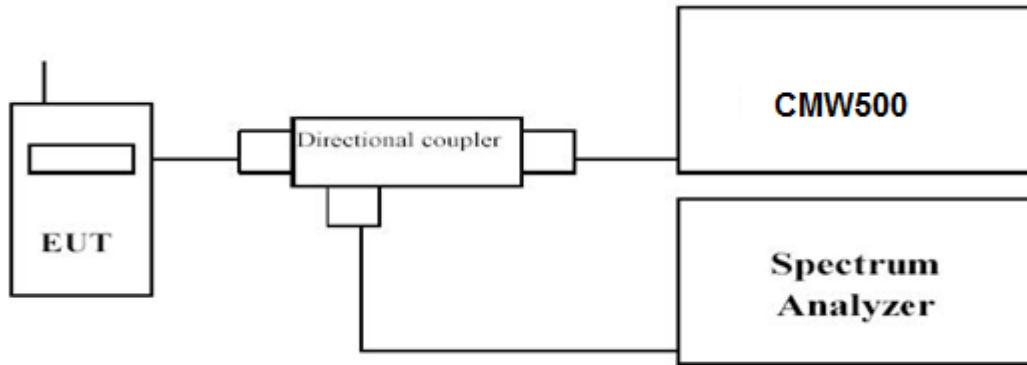 EUT
Directional coupler
CMW500
Spectrum
Analyzer